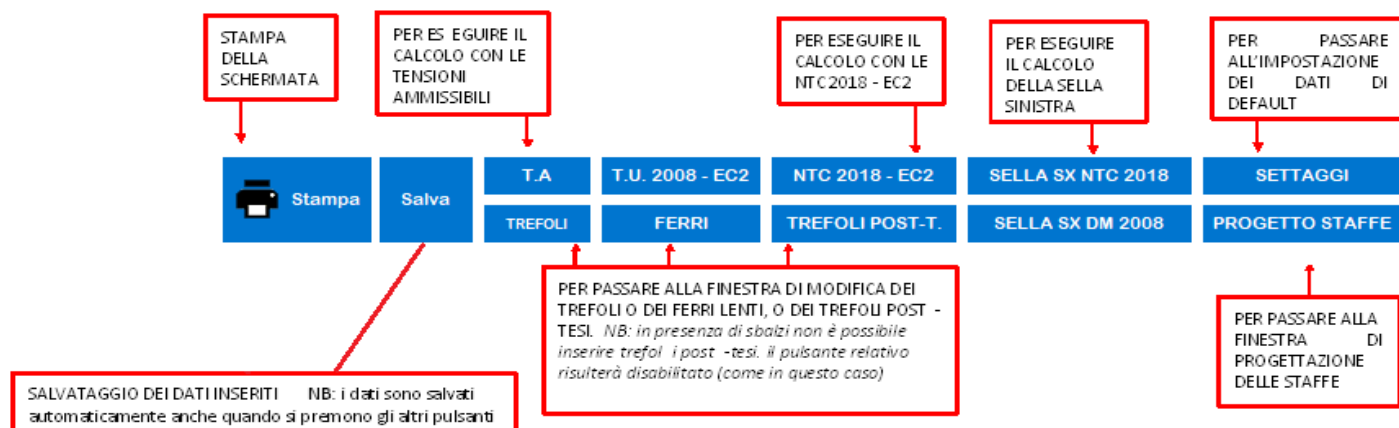 STAMPA
DELLA
SCHERMATA
PER ES EGUIRE IL
CALCOLO CON LE
TENSIONI
AMMISSIBILI
PER ESEGUIRE IL
CALCOLO CON LE
NTC 2018 - EC2
PER ESEGUIRE
IL CALCOLO
DELLA SELLA
SINISTRA
PER PASSARE
ALL'IMPOSTAZIONE
DEI DATI DI
DEFAULT
Stampa
Salva
T.A
T.U. 2008 - EC2
NTC 2018 - EC2
SELLA SX NTC 2018
SETTAGGI
TREFOLI
FERRI
TREFOLI POST-T.
SELLA SX DM 2008
PROGETTO STAFFE
PER PASSARE ALLA FINESTRA DI MODIFICA DEI
TREFOLI O DEI FERRI LENTI, O DEI TREFOLI POST -
TESI. NB: in presenza di sbalzi non è possibile
inserire trefol i post -tesi. il pulsante relativo
risulterà disabilitato (come in questo caso)
PER PASSARE ALLA
FINESTRA DI
PROGETTAZIONE
DELLE STAFFE
SALVATAGGIO DEI DATI INSERITI NB: i dati sono salvati
automaticamente anche quando si premono gli altri pulsanti